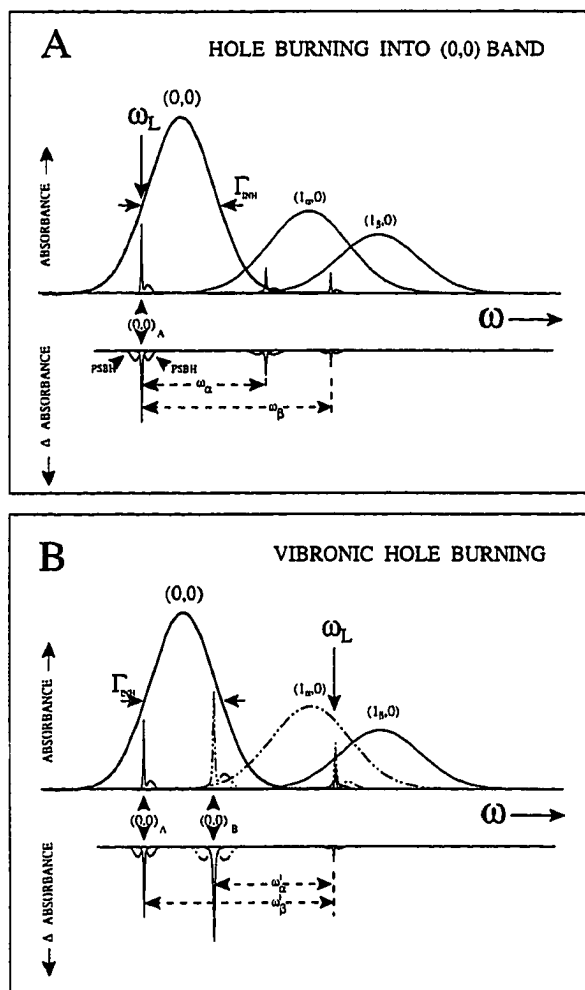 A
HOLE BURNING INTO (0,0) BAND
(0,0)
ω_L
Γ_INH
(1_α,0)
(1_β,0)
ABSORBANCE
ω
(0,0)_A
PSBH
PSBH
ω_α
ω_β
Δ ABSORBANCE
B
VIBRONIC HOLE BURNING
(0,0)
ω_L
Γ_INH
(1_α,0)
(1_β,0)
ABSORBANCE
ω
(0,0)_A
(0,0)_B
ω'_α
ω'_β
Δ ABSORBANCE